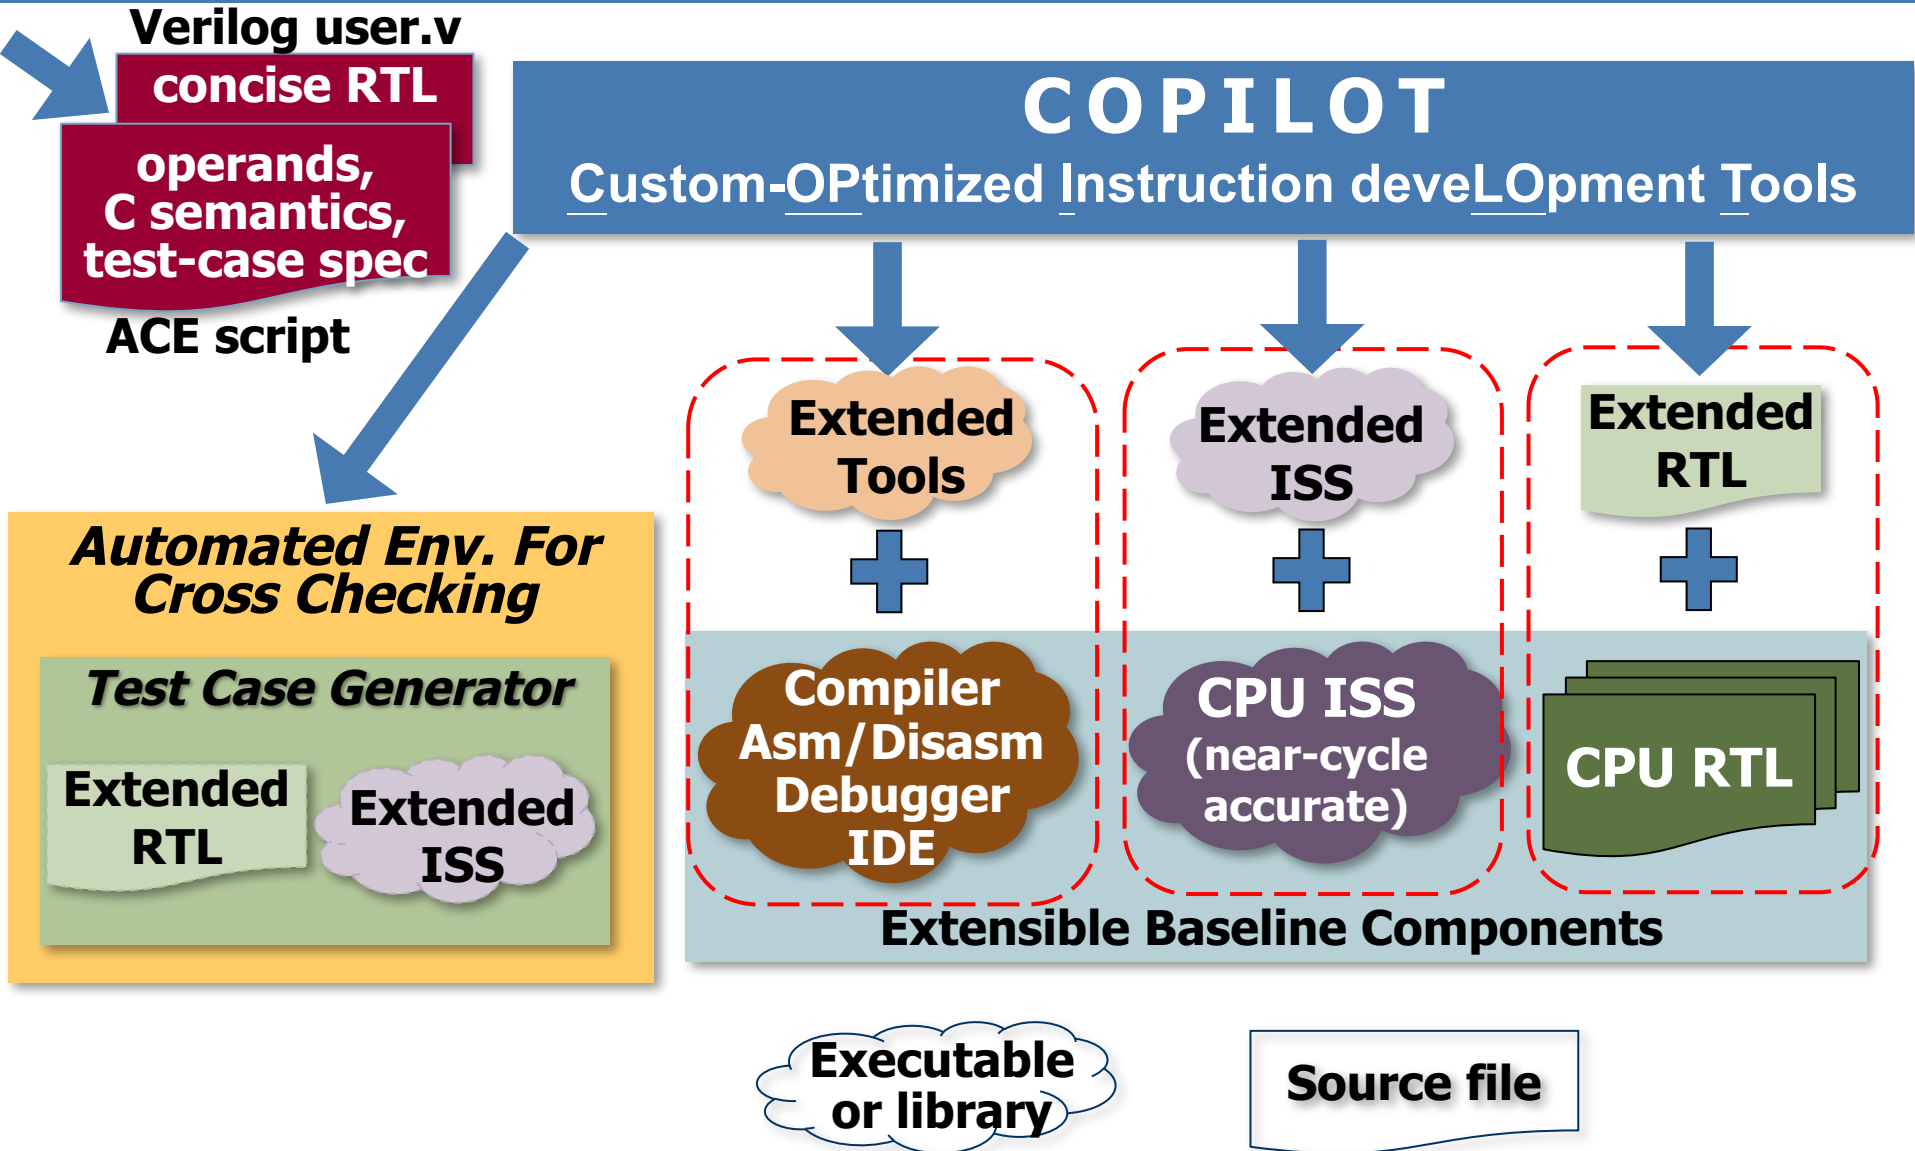 Verilog user.v
concise RTL
operands,
C semantics,
test-case spec
ACE script
COPILOT
Custom-OPtimized Instruction deveLOpment Tools
Extended
Tools
Extended
ISS
Extended
RTL
Automated Env. For
Cross Checking
Test Case Generator
Extended
RTL
Extended
ISS
Compiler
Asm/Disasm
Debugger
IDE
CPU ISS
(near-cycle
accurate)
CPU RTL
Extensible Baseline Components
Executable
or library
Source file